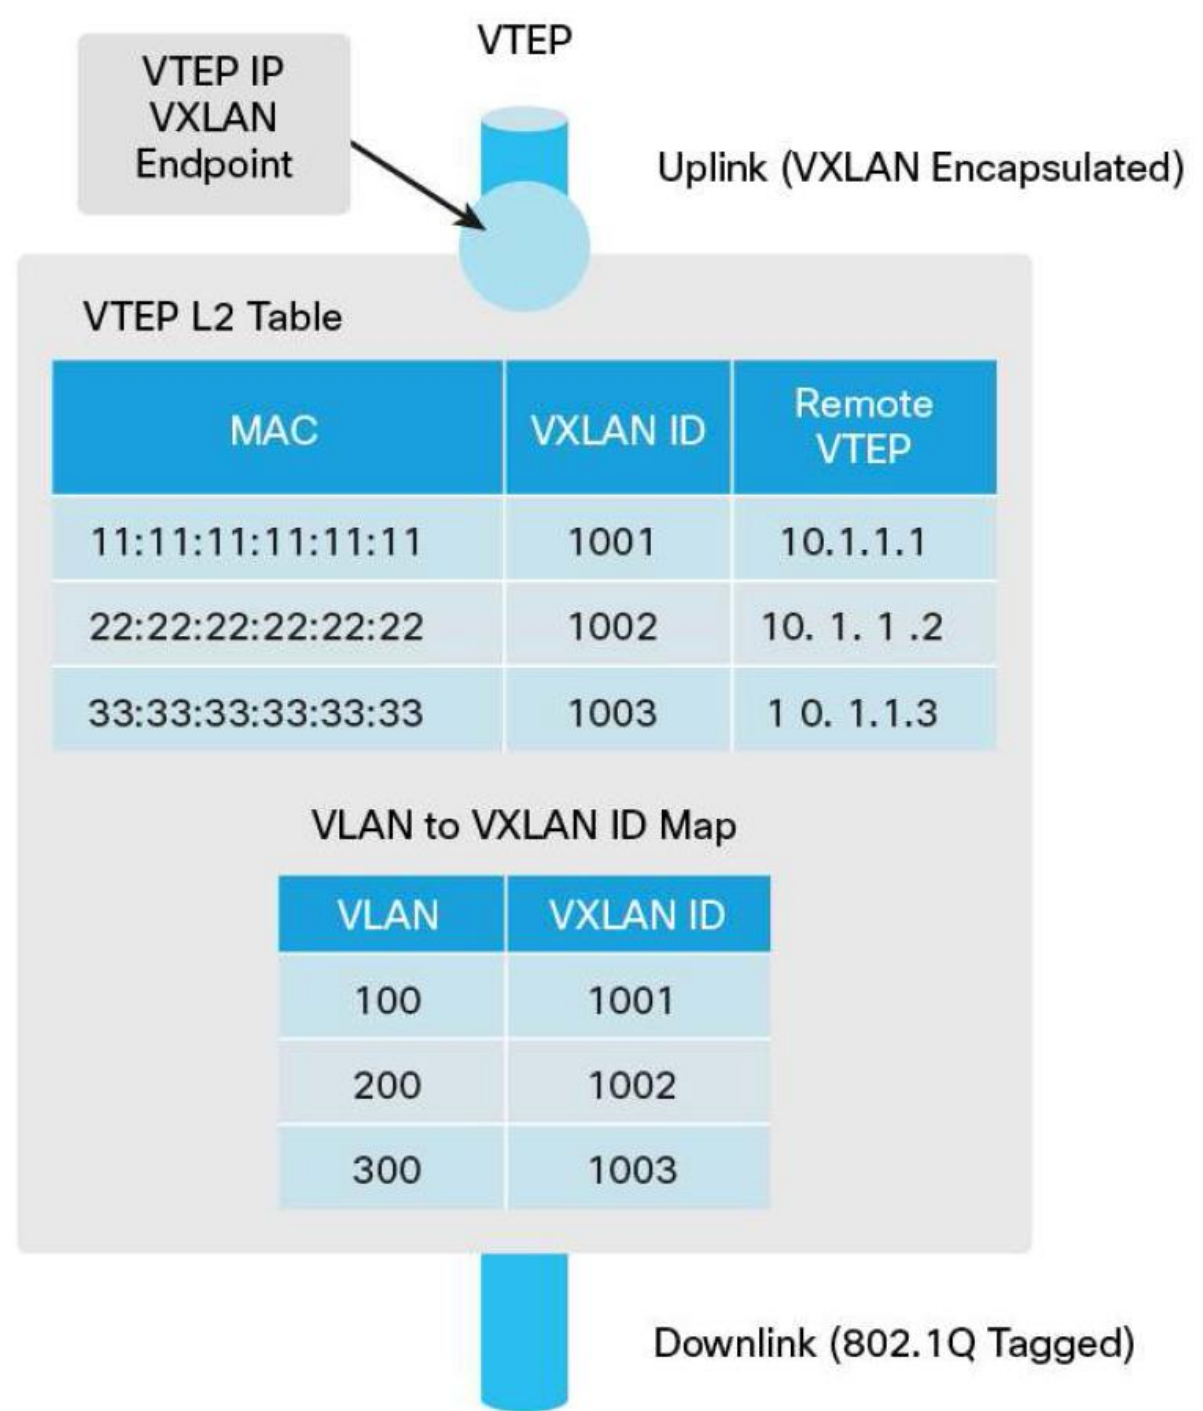 VTEP
VTEP IP
VXLAN
Endpoint
Uplink (VXLAN Encapsulated)
VTEP L2 Table
MAC VXLAN ID Remote VTEP
11:11:11:11:11:11 1001 10.1.1.1
22:22:22:22:22:22 1002 10. 1. 1 .2
33:33:33:33:33:33 1003 1 0. 1.1.3
VLAN to VXLAN ID Map
VLAN VXLAN ID
100 1001
200 1002
300 1003
Downlink (802.1Q Tagged)